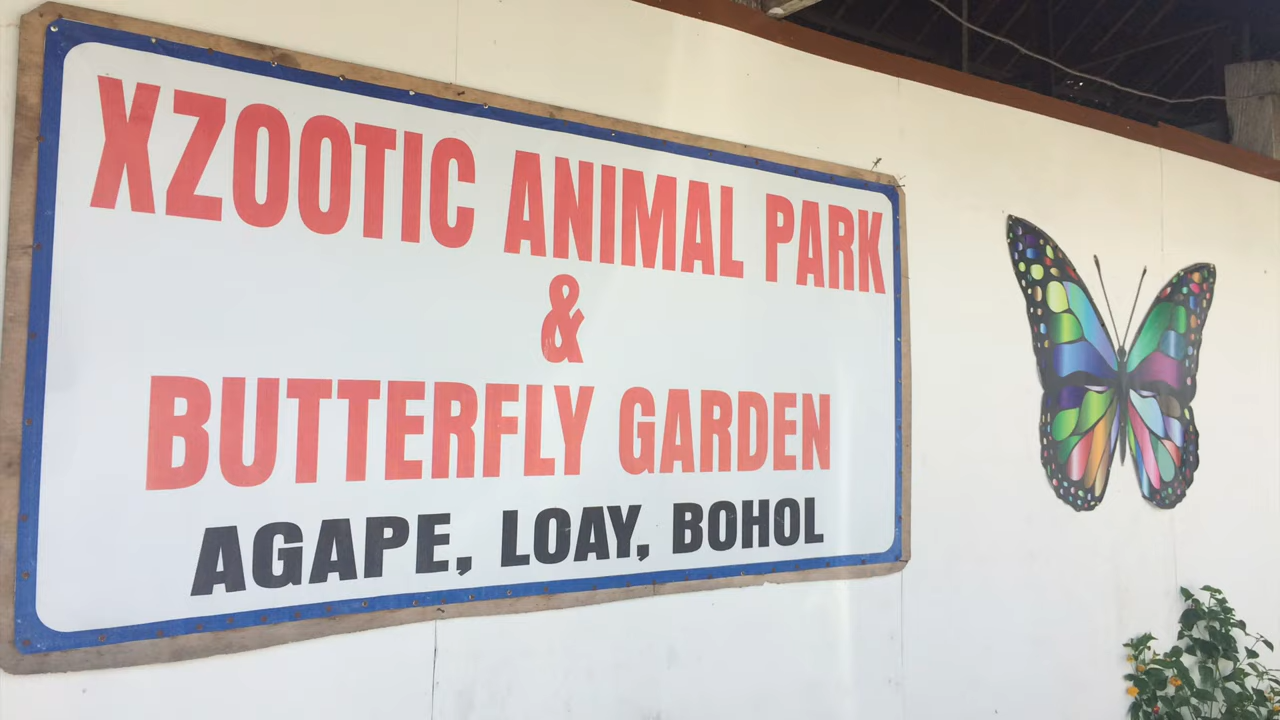 XZOOTIC ANIMAL PARK
&
BUTTERFLY GARDEN
AGAPE, LOAY, BOHOL